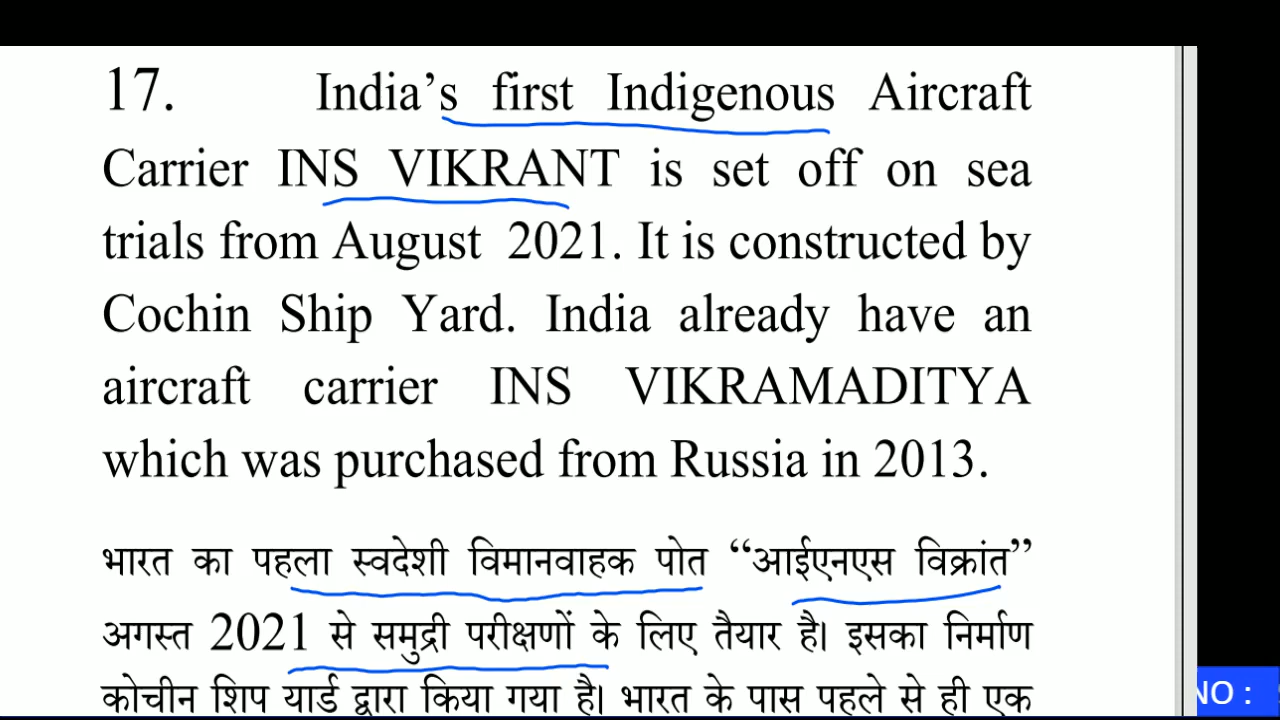 17. India’s first Indigenous Aircraft
Carrier INS VIKRANT is set off on sea
trials from August 2021. It is constructed by
Cochin Ship Yard. India already have an
aircraft carrier INS VIKRAMADITYA
which was purchased from Russia in 2013.
भारत का पहला स्वदेशी विमानवाहक पोत “आईएनएस विक्रांत”
अगस्त 2021 से समुद्री परीक्षणों के लिए तैयार है। इसका निर्माण
कोचीन शिप यार्ड द्वारा किया गया है। भारत के पास पहले से ही एक
NO :